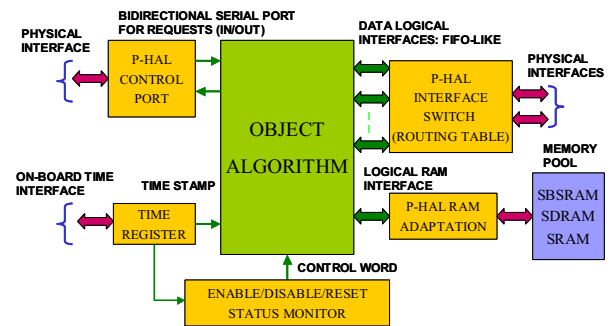 BIDIRECTIONAL SERIAL PORT
FOR REQUESTS (IN/OUT)
PHYSICAL
INTERFACE
P-HAL
CONTROL
PORT
OBJECT
ALGORITHM
DATA LOGICAL
INTERFACES: FIFO-LIKE
P-HAL
INTERFACE
SWITCH
(ROUTING TABLE)
PHYSICAL
INTERFACES
MEMORY
POOL
LOGICAL RAM
INTERFACE
P-HAL RAM
ADAPTATION
SBSRAM
SDRAM
SRAM
ON-BOARD TIME
INTERFACE
TIME STAMP
TIME
REGISTER
CONTROL WORD
ENABLE/DISABLE/RESET
STATUS MONITOR